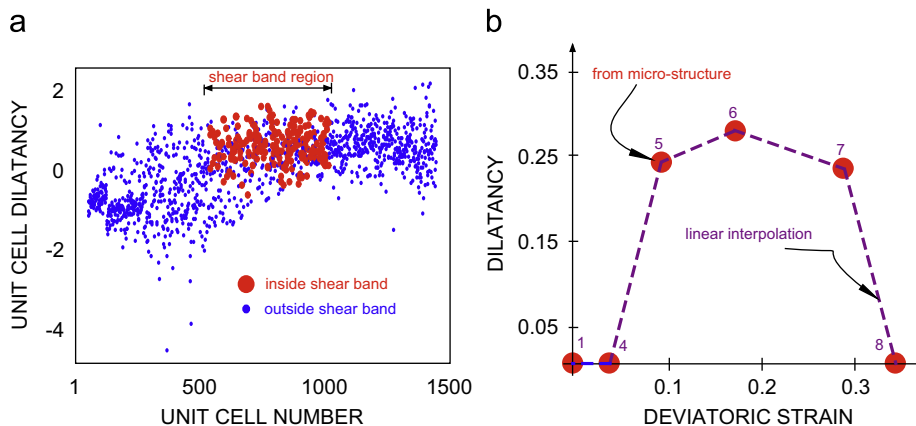 a
shear band region
2
0
-2
-4
UNIT CELL DILATANCY
inside shear band
outside shear band
1
500
1000
1500
UNIT CELL NUMBER
b
0.35
0.25
0.15
0.05
DILATANCY
from micro-structure
5
6
7
linear interpolation
1
4
8
0.1
0.2
0.3
DEVIATORIC STRAIN